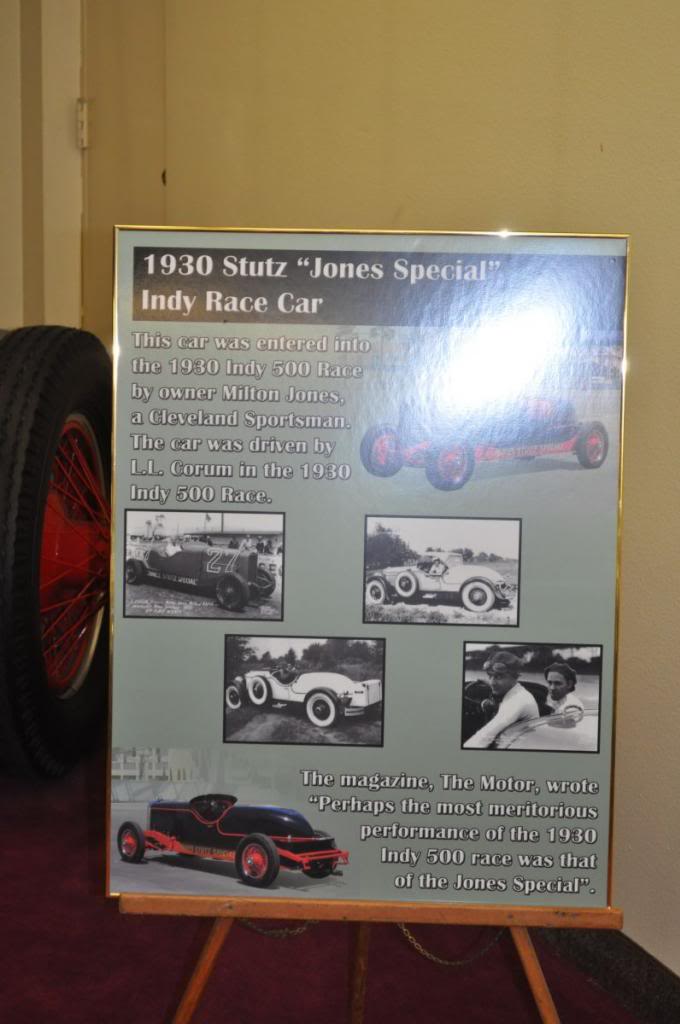 1930 Stutz “Jones Special”
Indy Race Car
This car was entered into
the 1930 Indy 500 Race
by owner Milton Jones,
a Cleveland Sportsman.
The car was driven by
L.L. Corum in the 1930
Indy 500 Race.
27
JONES STUTZ SPECIAL
The magazine, The Motor, wrote
“Perhaps the most meritorious
performance of the 1930
Indy 500 race was that
of the Jones Special”.